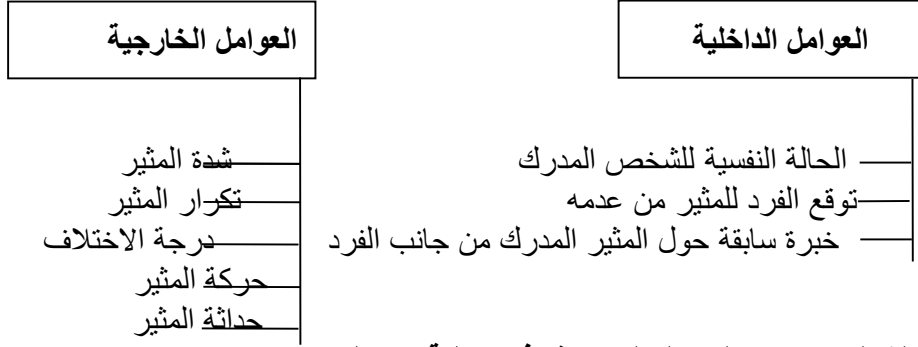 العوامل الداخلية
الحالة النفسية للشخص المدرك
توقع الفرد للمثير من عدمه
خبرة سابقة حول المثير المدرك من جانب الفرد
العوامل الخارجية
شدة المثير
تكرار المثير
درجة الاختلاف
حركة المثير
حداثة المثير